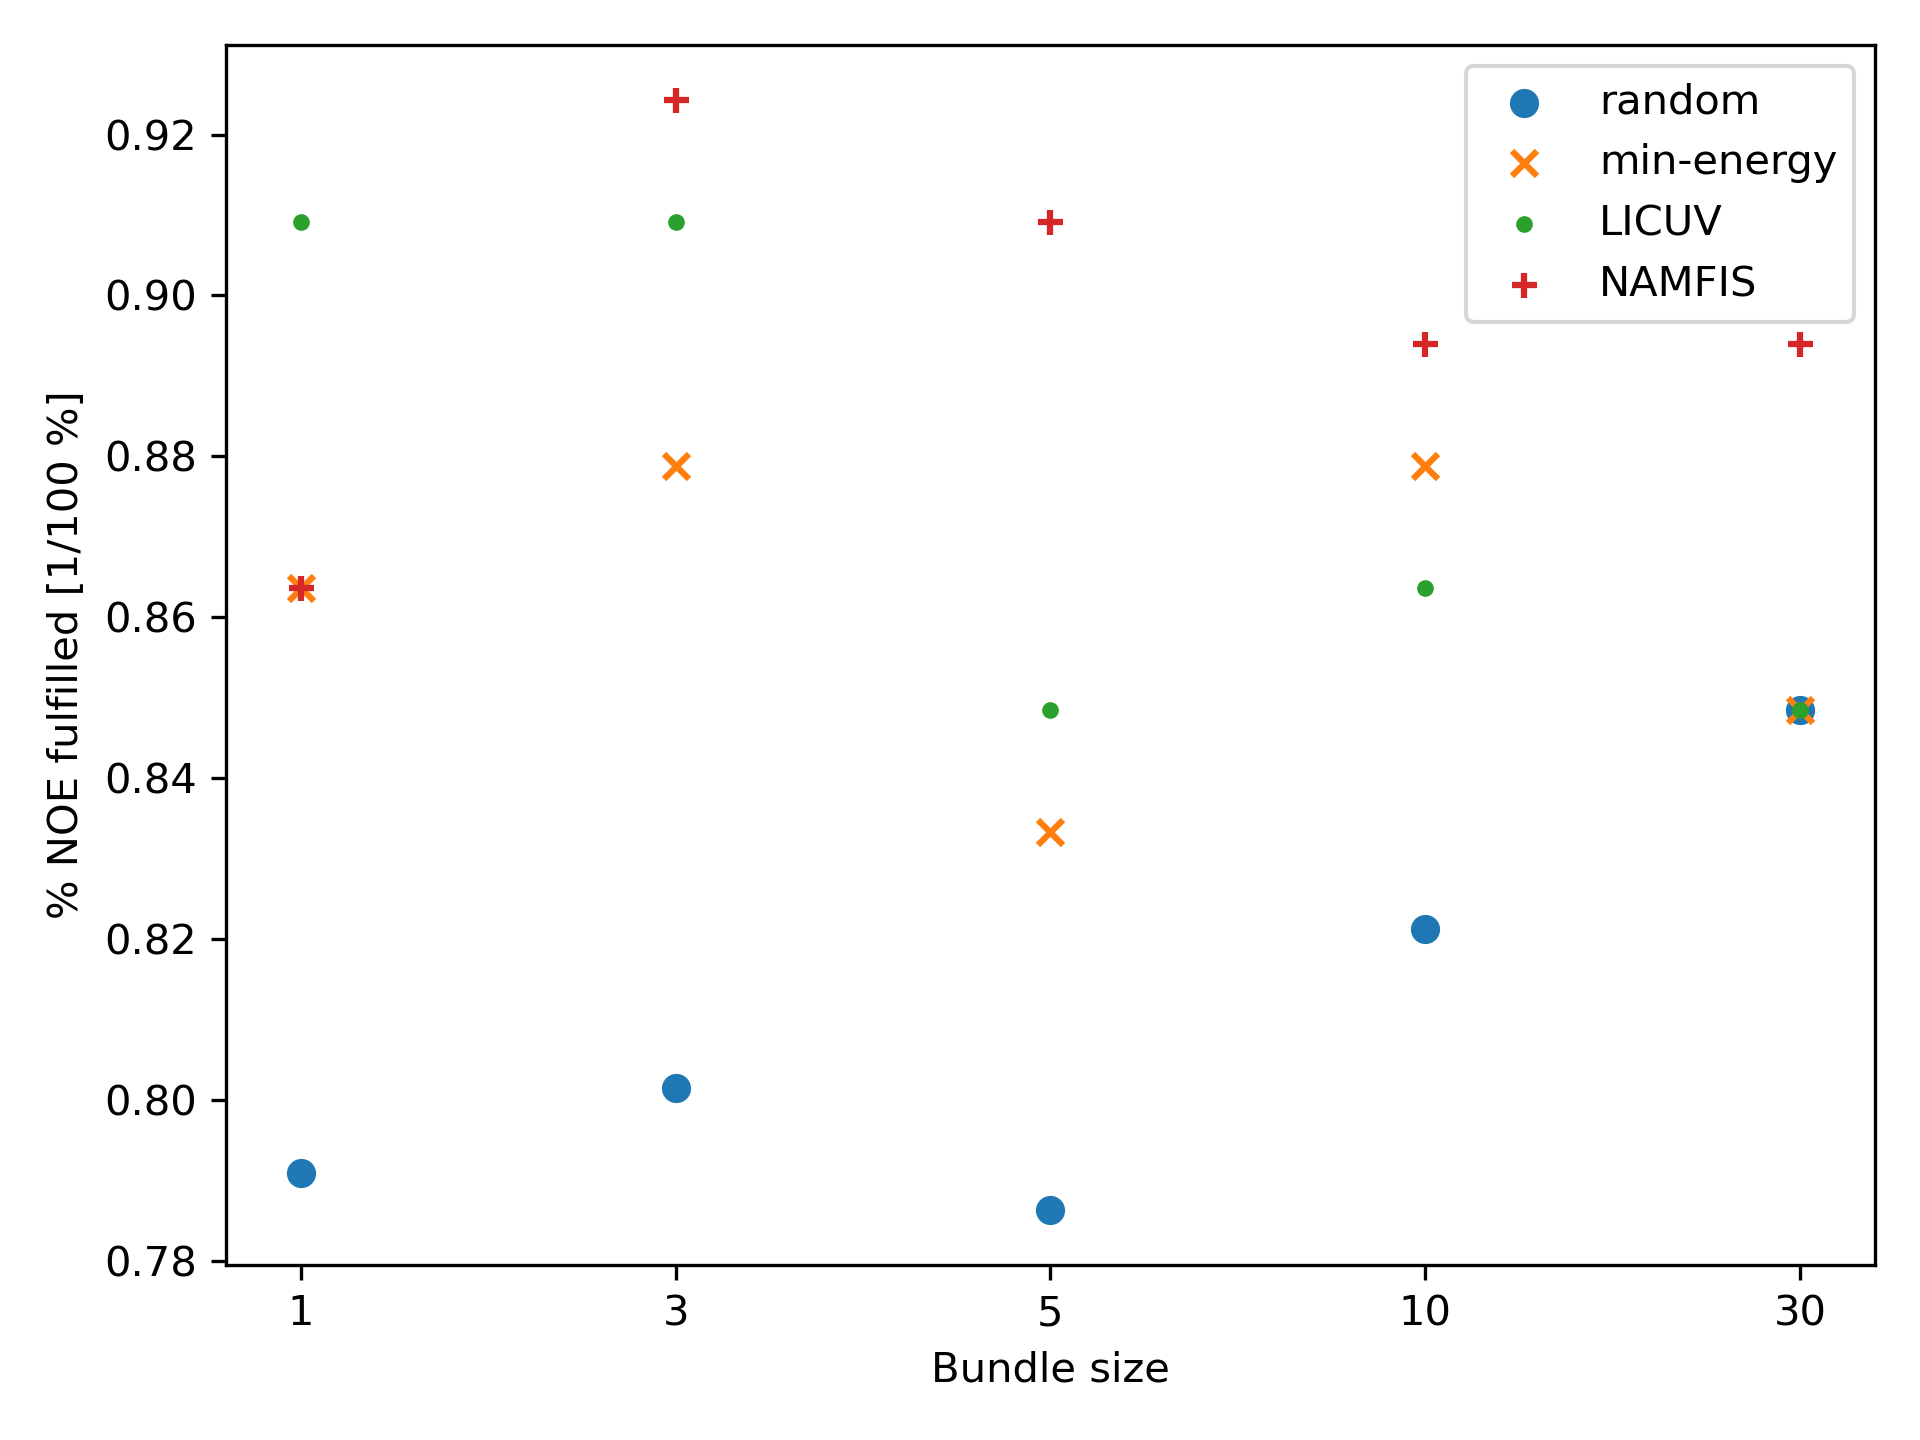 random
min-energy
LICUV
NAMFIS
% NOE fulfilled [1/100 %]
0.92
0.90
0.88
0.86
0.84
0.82
0.80
0.78
1 3 5 10 30
Bundle size